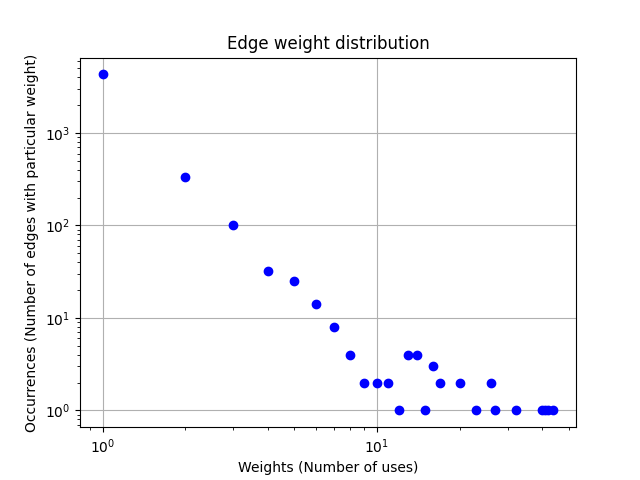 Edge weight distribution
Occurrences (Number of edges with particular weight)
10³
10²
10¹
10⁰
10⁰ 10¹
Weights (Number of uses)